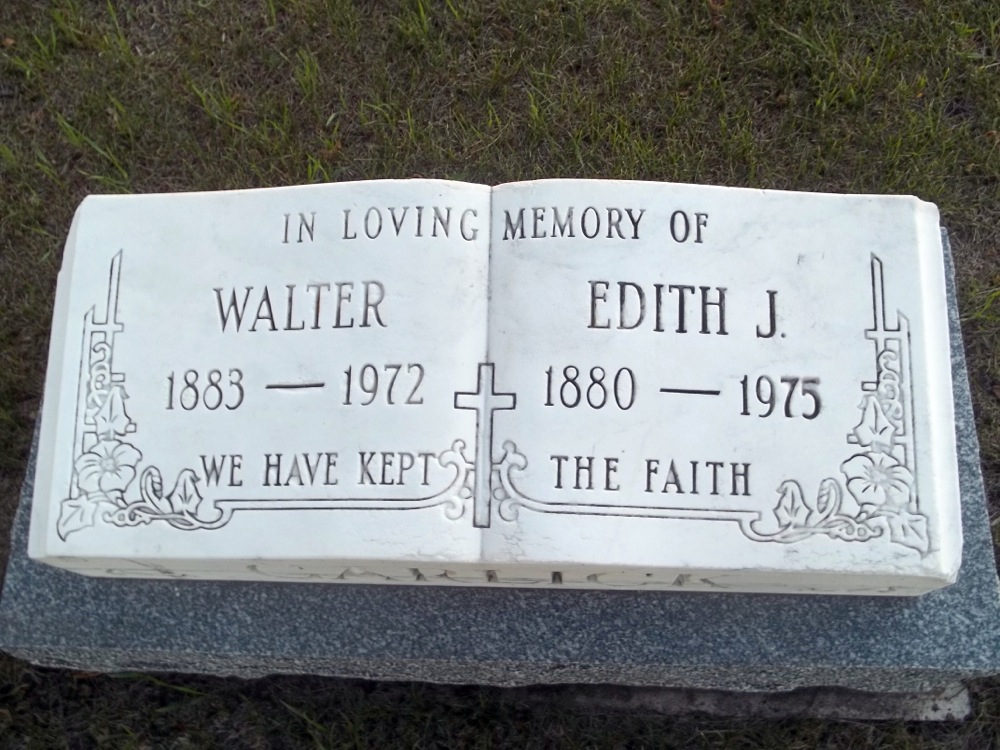 IN LOVING MEMORY OF
WALTER EDITH J.
1883 — 1972 1880 — 1975
WE HAVE KEPT THE FAITH